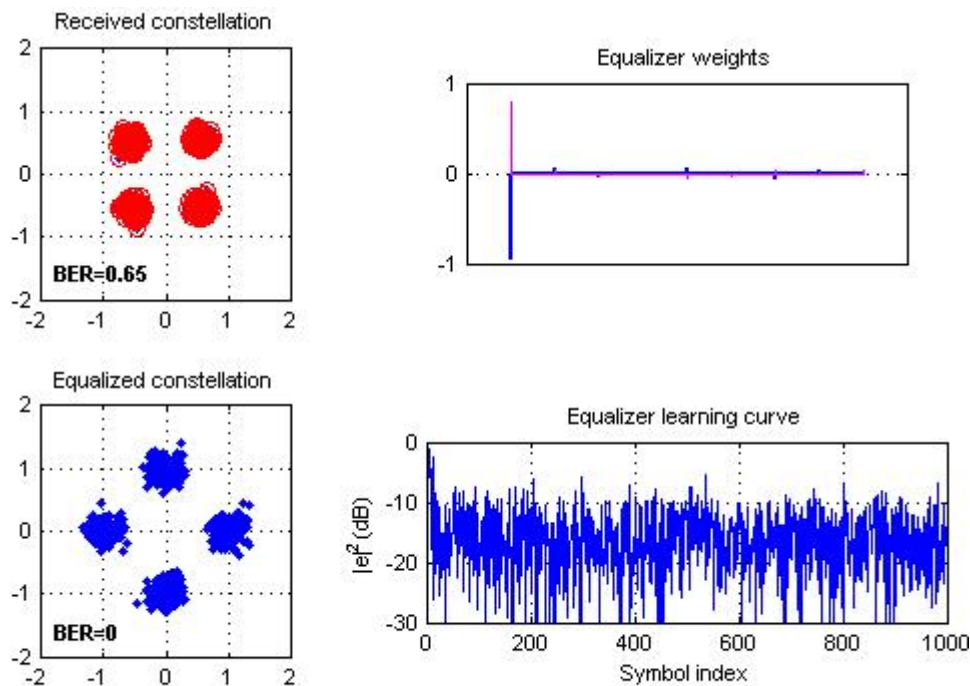 Received constellation
2
1
0
-1
-2
BER=0.65
-2 -1 0 1 2
Equalizer weights
1
0
-1
Equalized constellation
2
1
0
-1
-2
BER=0
-2 -1 0 1 2
Equalizer learning curve
|e|² (dB)
0
-10
-20
-30
0 200 400 600 800 1000
Symbol index